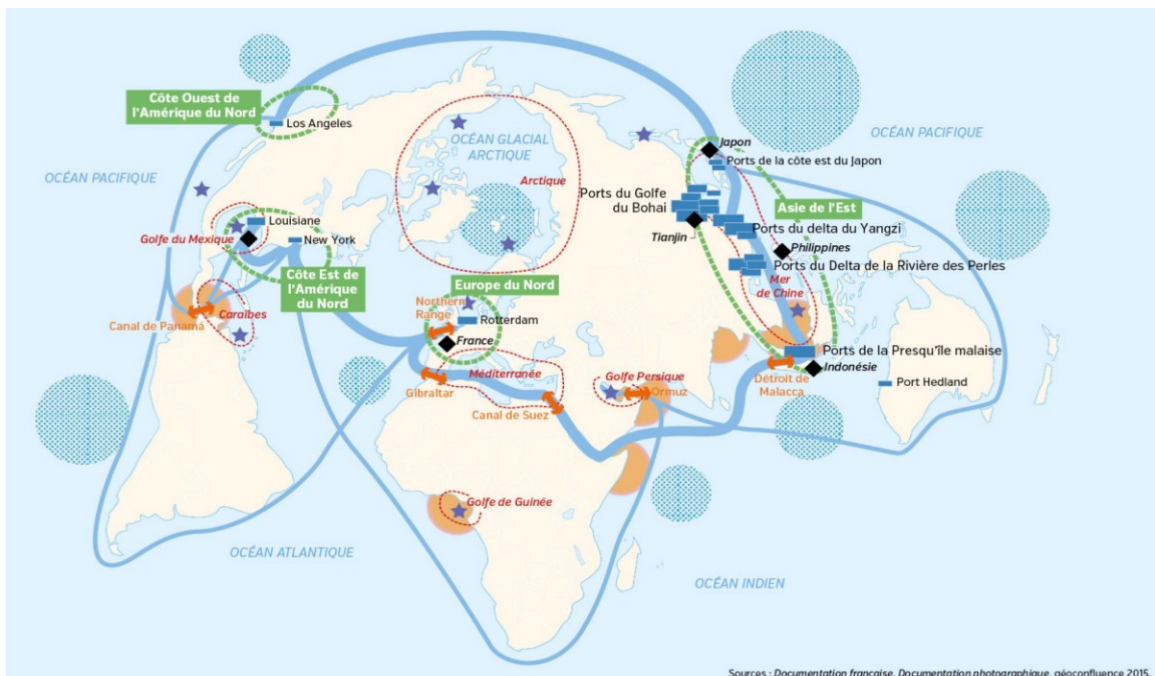 Côte Ouest de
l'Amérique du Nord
Los Angeles
OCÉAN GLACIAL
ARCTIQUE
OCÉAN PACIFIQUE
Japon
Ports de la côte est du Japon
OCÉAN PACIFIQUE
Arctique
Ports du Golfe
du Bohai
Asie de l'Est
Louisiane
Golfe du Mexique
New York
Tianjin
Ports du delta du Yangzi
Philippines
Ports du Delta de la Rivière des Perles
Côte Est de
l'Amérique
du Nord
Europe du Nord
Mer
de Chine
Northern
Range
Rotterdam
Caraïbes
Canal de Panamá
France
Ports de la Presqu'île malaise
Indonésie
Méditerranée
Golfe Persique
Détroit de
Malacca
Port Hedland
Gibraltar
Ormuz
Canal de Suez
Golfe de Guinée
OCÉAN ATLANTIQUE
OCÉAN INDIEN
Sources : Documentation française, Documentation photographique, géoconfluence 2015.